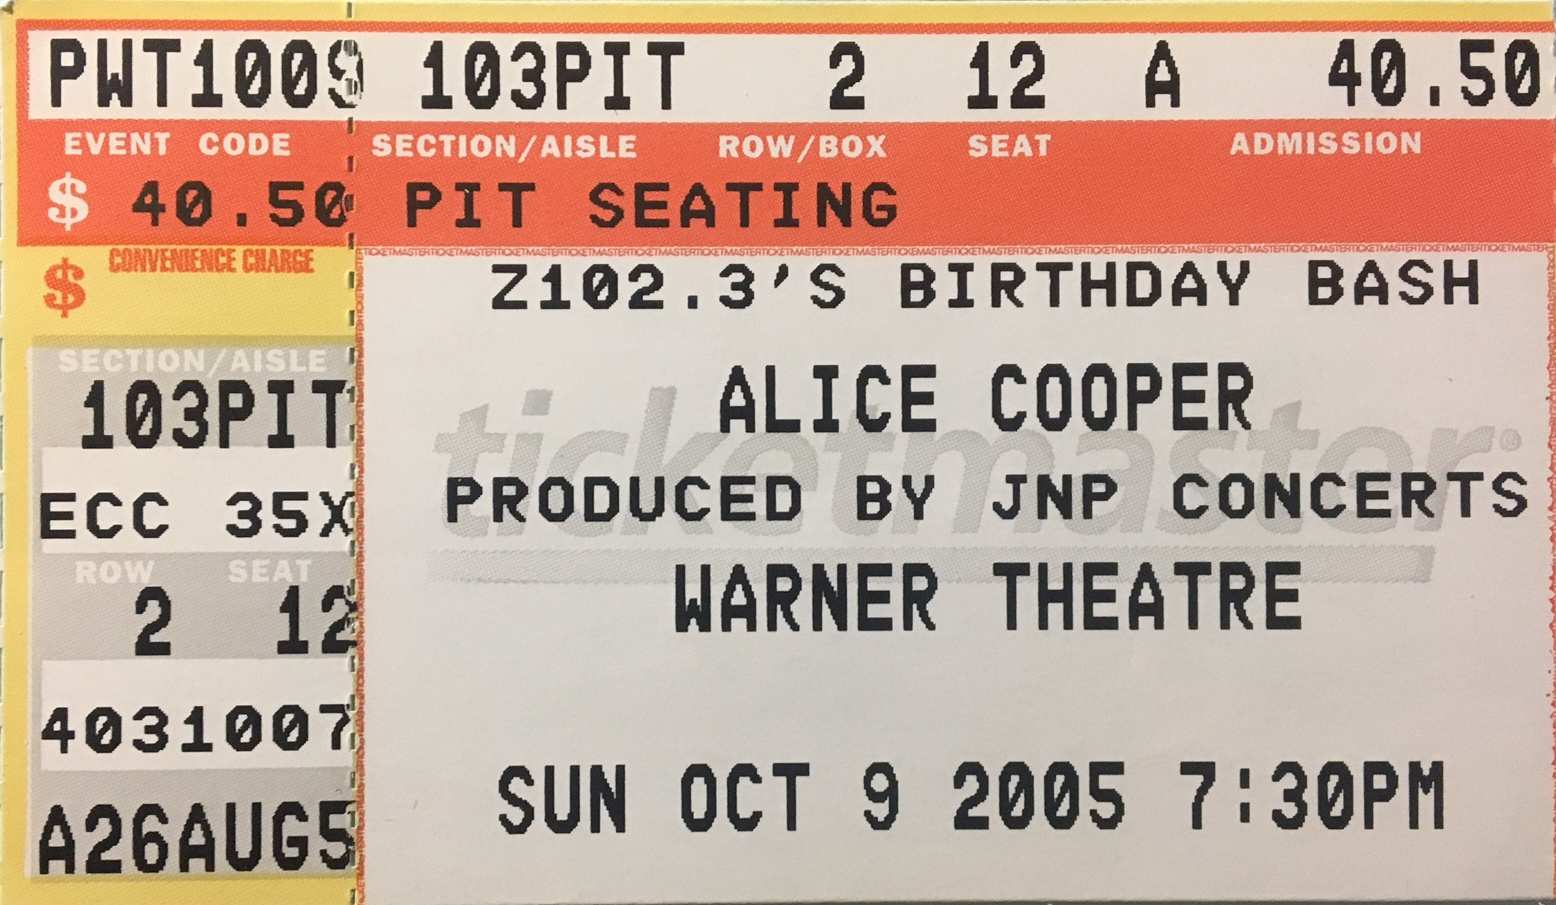 PWT1009 103PIT 2 12 A 40.50
EVENT CODE SECTION/AISLE ROW/BOX SEAT ADMISSION
$ 40.50 PIT SEATING
CONVENIENCE CHARGE
$
SECTION/AISLE
103PIT
ECC 35X
ROW SEAT
2 12
4031007
A26AUG5
Z102.3'S BIRTHDAY BASH
ALICE COOPER
ticketmaster®
PRODUCED BY JNP CONCERTS
WARNER THEATRE
SUN OCT 9 2005 7:30PM